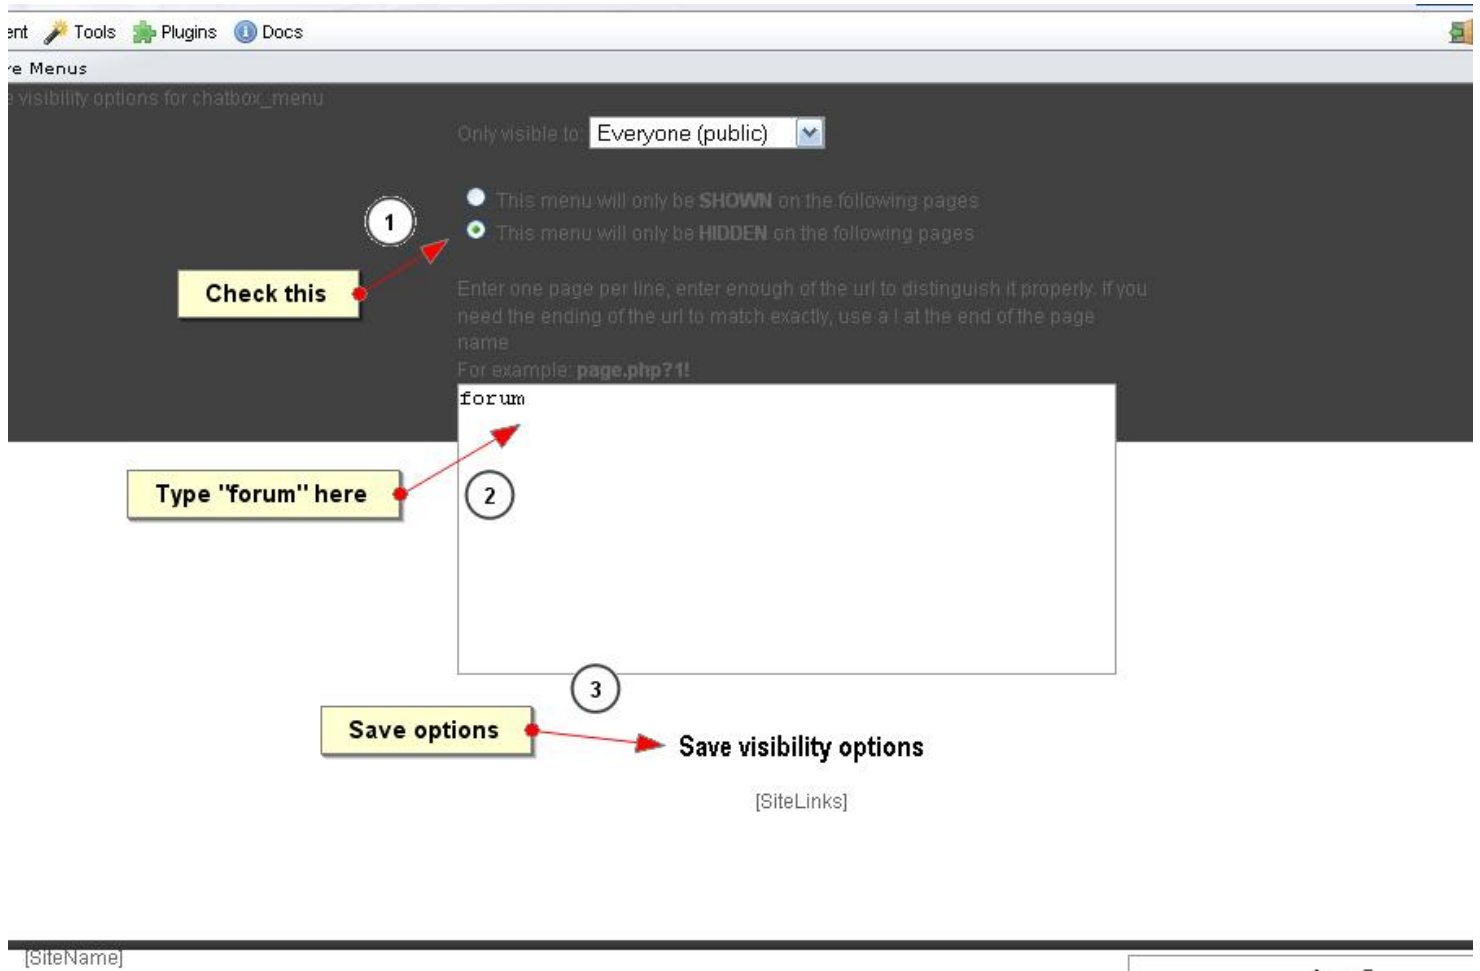 ent Tools Plugins Docs
re Menus
e visibility options for chatbox_menu
Only visible to: Everyone (public)
This menu will only be SHOWN on the following pages
1
This menu will only be HIDDEN on the following pages
Check this
Enter one page per line, enter enough of the url to distinguish it properly. If you
need the ending of the url to match exactly, use a ! at the end of the page
name
For example: page.php?1!
forum
Type "forum" here
2
3
Save options
Save visibility options
[SiteLinks]
[SiteName]